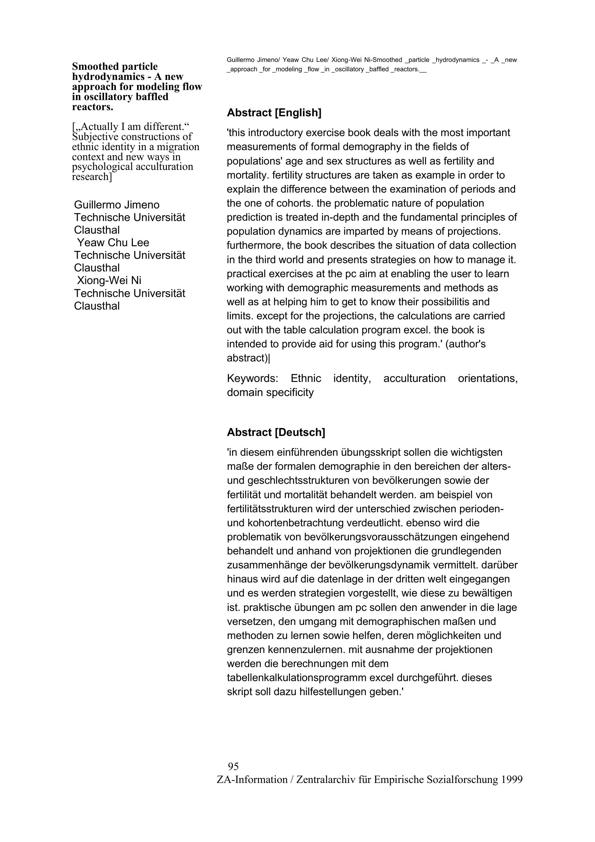 Smoothed particle
hydrodynamics - A new
approach for modeling flow
in oscillatory baffled
reactors.
[„Actually I am different.“
Subjective constructions of
ethnic identity in a migration
context and new ways in
psychological acculturation
research]
Guillermo Jimeno
Technische Universität
Clausthal
Yeaw Chu Lee
Technische Universität
Clausthal
Xiong-Wei Ni
Technische Universität
Clausthal
Guillermo Jimeno/ Yeaw Chu Lee/ Xiong-Wei Ni-Smoothed _particle _hydrodynamics _- _A _new
_approach _for _modeling _flow _in _oscillatory _baffled _reactors.__
Abstract [English]
'this introductory exercise book deals with the most important
measurements of formal demography in the fields of
populations' age and sex structures as well as fertility and
mortality. fertility structures are taken as example in order to
explain the difference between the examination of periods and
the one of cohorts. the problematic nature of population
prediction is treated in-depth and the fundamental principles of
population dynamics are imparted by means of projections.
furthermore, the book describes the situation of data collection
in the third world and presents strategies on how to manage it.
practical exercises at the pc aim at enabling the user to learn
working with demographic measurements and methods as
well as at helping him to get to know their possibilitis and
limits. except for the projections, the calculations are carried
out with the table calculation program excel. the book is
intended to provide aid for using this program.' (author's
abstract)|
Keywords: Ethnic identity, acculturation orientations,
domain specificity
Abstract [Deutsch]
'in diesem einführenden übungsskript sollen die wichtigsten
maße der formalen demographie in den bereichen der alters-
und geschlechtsstrukturen von bevölkerungen sowie der
fertilität und mortalität behandelt werden. am beispiel von
fertilitätsstrukturen wird der unterschied zwischen perioden-
und kohortenbetrachtung verdeutlicht. ebenso wird die
problematik von bevölkerungsvorausschätzungen eingehend
behandelt und anhand von projektionen die grundlegenden
zusammenhänge der bevölkerungsdynamik vermittelt. darüber
hinaus wird auf die datenlage in der dritten welt eingegangen
und es werden strategien vorgestellt, wie diese zu bewältigen
ist. praktische übungen am pc sollen den anwender in die lage
versetzen, den umgang mit demographischen maßen und
methoden zu lernen sowie helfen, deren möglichkeiten und
grenzen kennenzulernen. mit ausnahme der projektionen
werden die berechnungen mit dem
tabellenkalkulationsprogramm excel durchgeführt. dieses
skript soll dazu hilfestellungen geben.'
95
ZA-Information / Zentralarchiv für Empirische Sozialforschung 1999